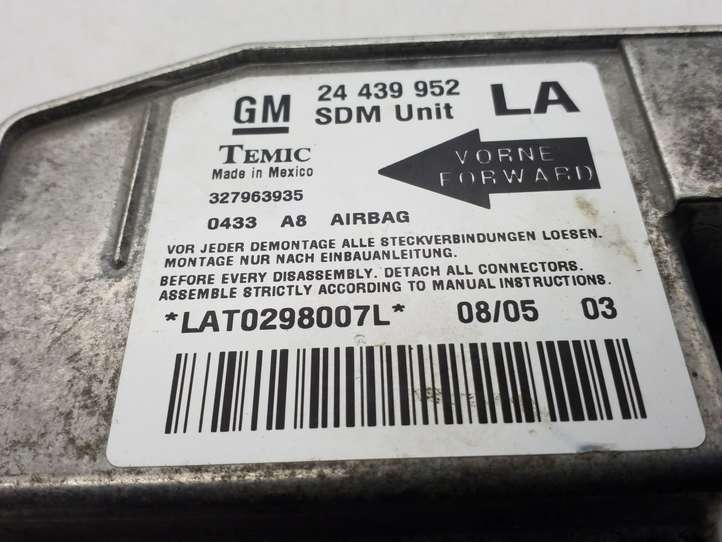 GM 24 439 952 LA
SDM Unit
TEMIC
Made in Mexico
VORNE
FORWARD
327963935
0433 A8 AIRBAG
VOR JEDER DEMONTAGE ALLE STECKVERBINDUNGEN LOESEN.
MONTAGE NUR NACH EINBAUANLEITUNG.
BEFORE EVERY DISASSEMBLY. DETACH ALL CONNECTORS.
ASSEMBLE STRICTLY ACCORDING TO MANUAL INSTRUCTIONS.
*LAT0298007L* 08/05 03